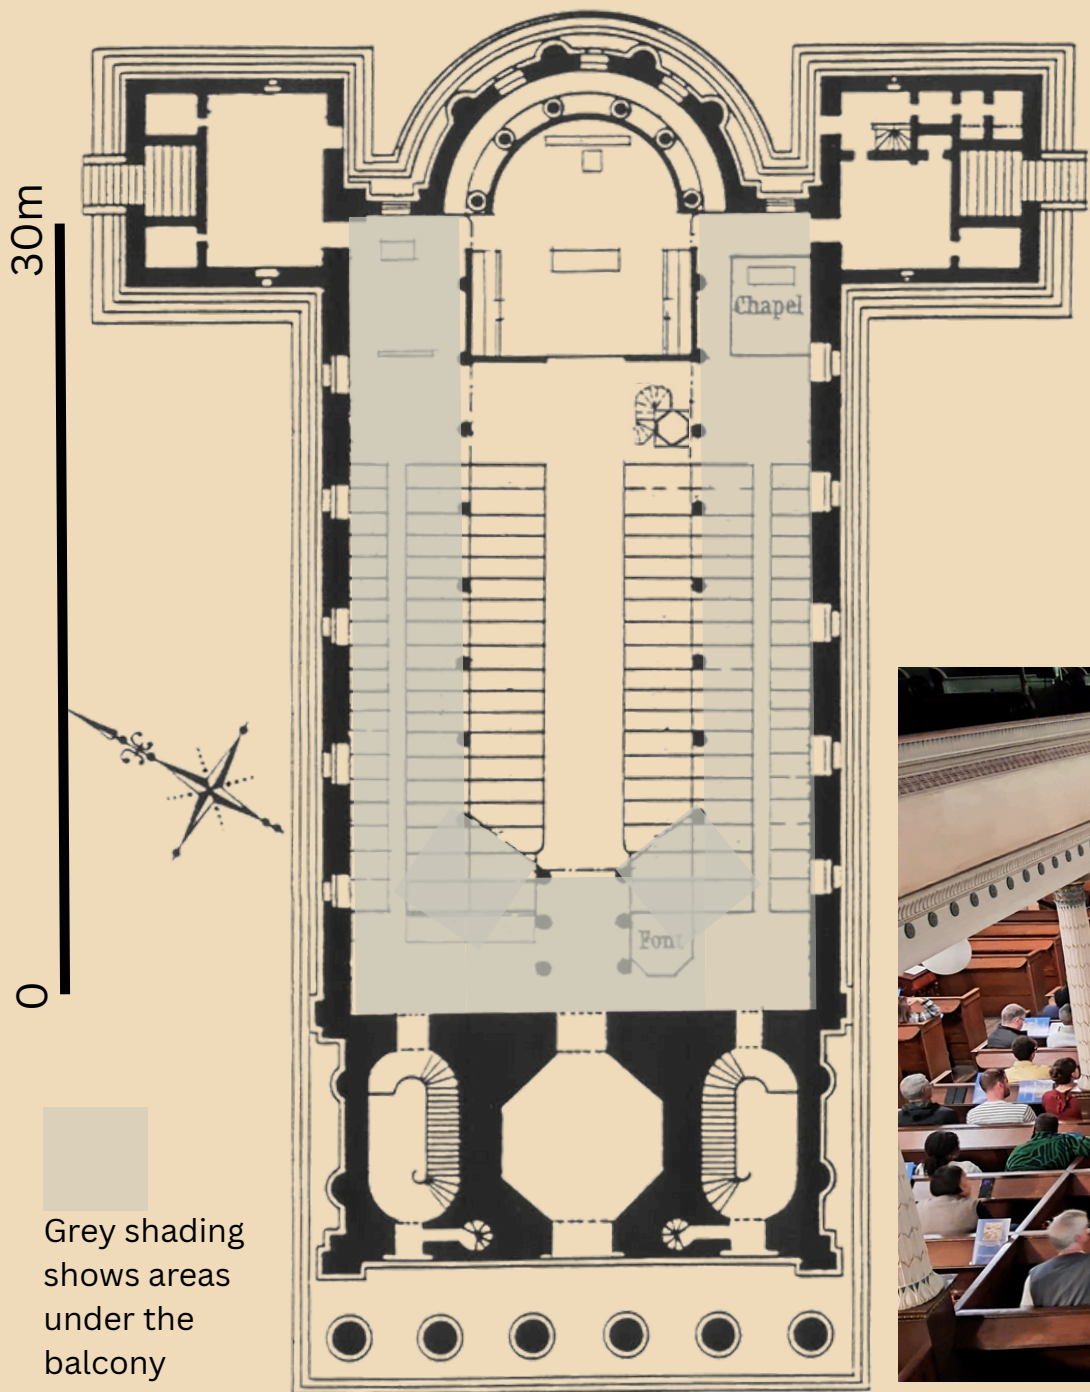 30m
Chapel
Font
0
Grey shading
shows areas
under the
balcony